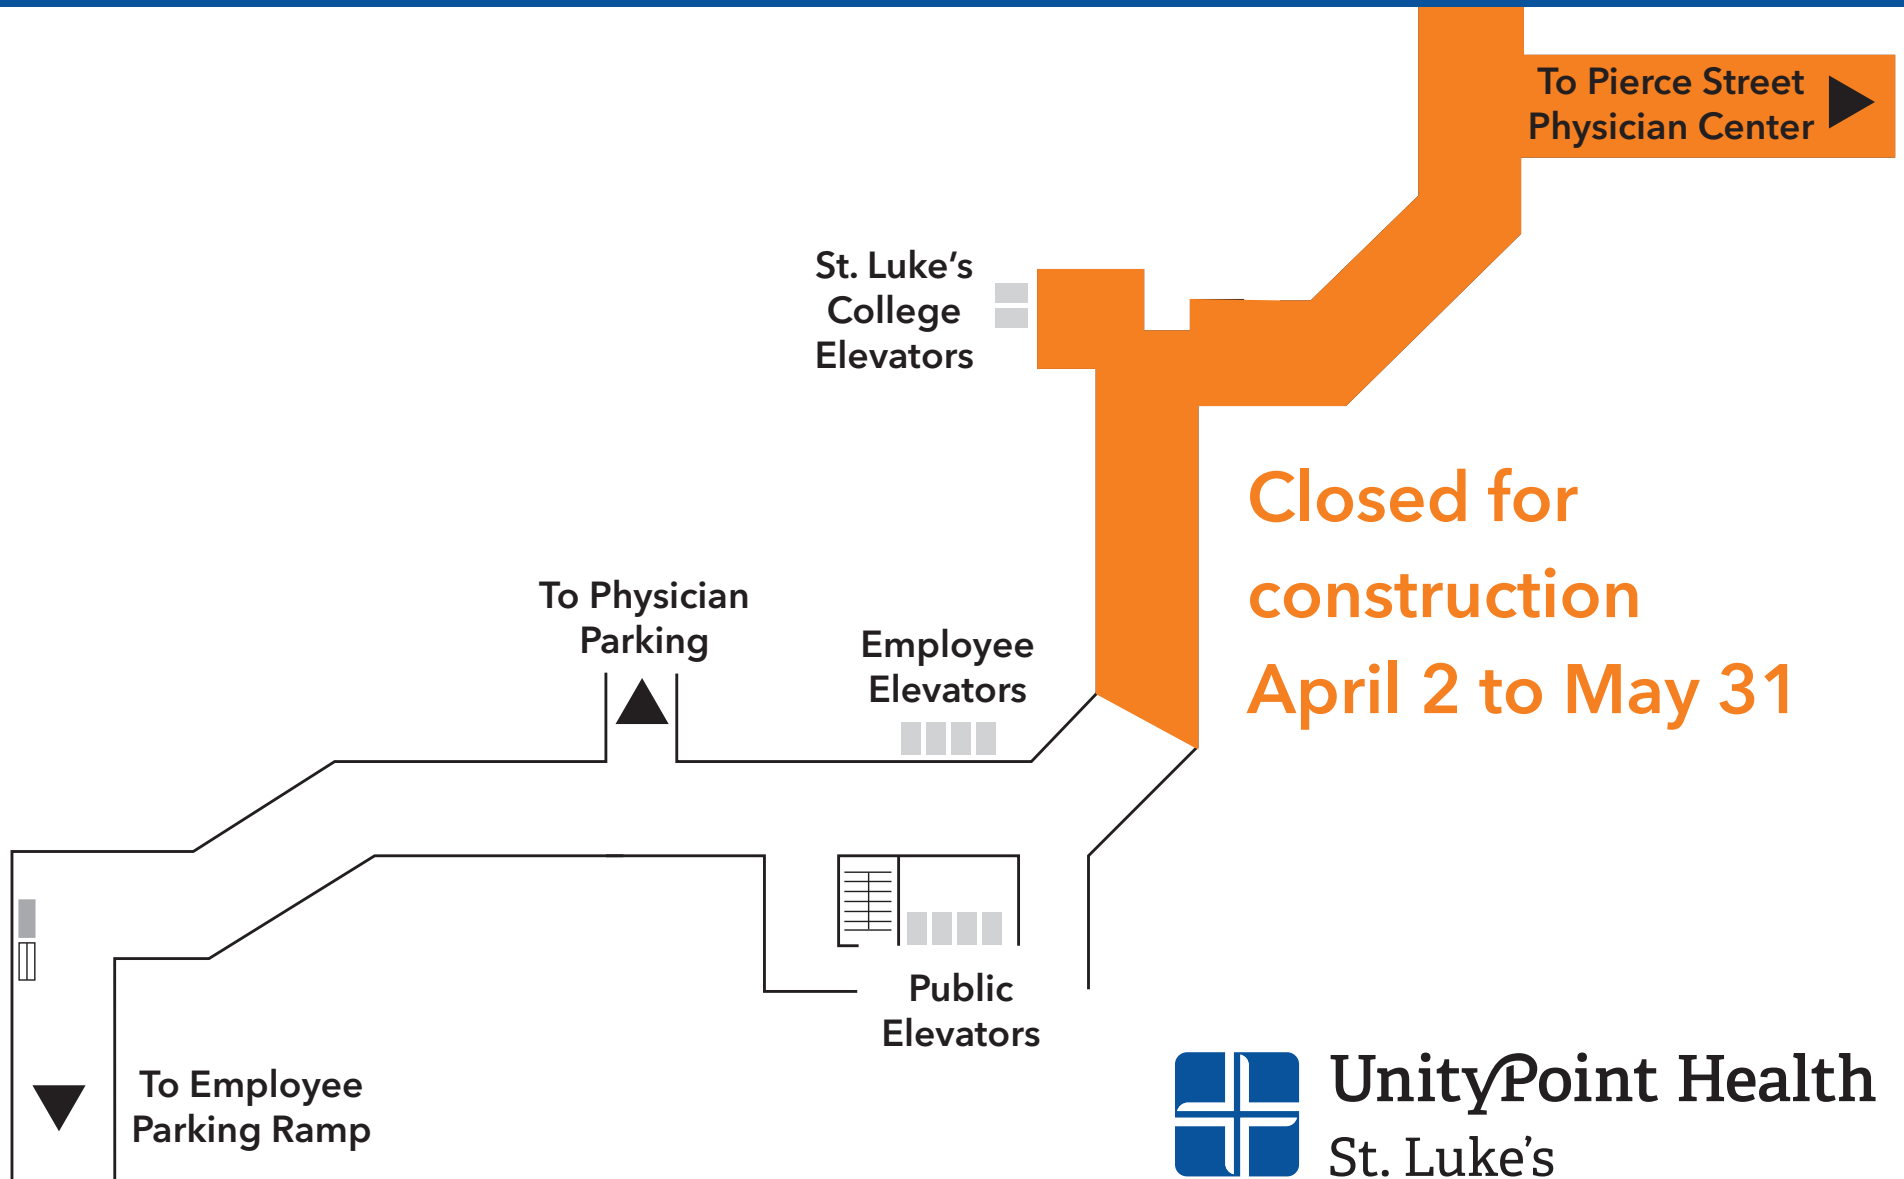 To Pierce Street
Physician Center
St. Luke’s
College
Elevators
Closed for
construction
April 2 to May 31
To Physician
Parking
Employee
Elevators
Public
Elevators
To Employee
Parking Ramp
UnityPoint Health
St. Luke’s